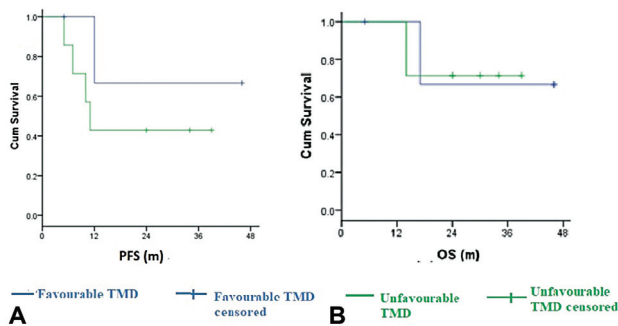 1.0
0.8
0.6
0.4
0.2
0.0
Cum Survival
0 12 24 36 48
PFS (m)
1.0
0.8
0.6
0.4
0.2
0.0
Cum Survival
0 12 24 36 48
OS (m)
Favourable TMD
Favourable TMD
censored
Unfavourable
TMD
Unfavourable
TMD censored
A
B